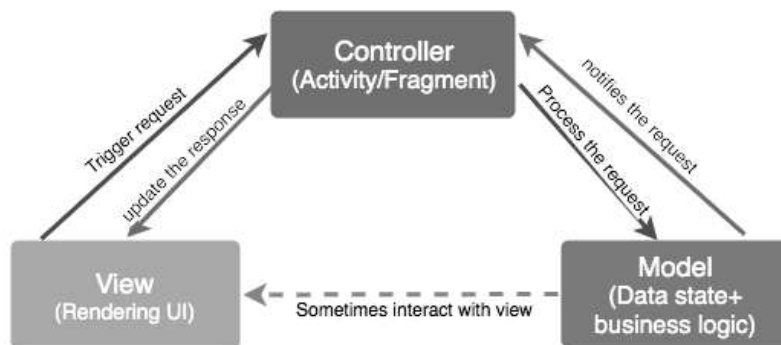 Controller
(Activity/Fragment)
Trigger request
update the response
Process the request
notifies the request
View
(Rendering UI)
Sometimes interact with view
Model
(Data state+
business logic)